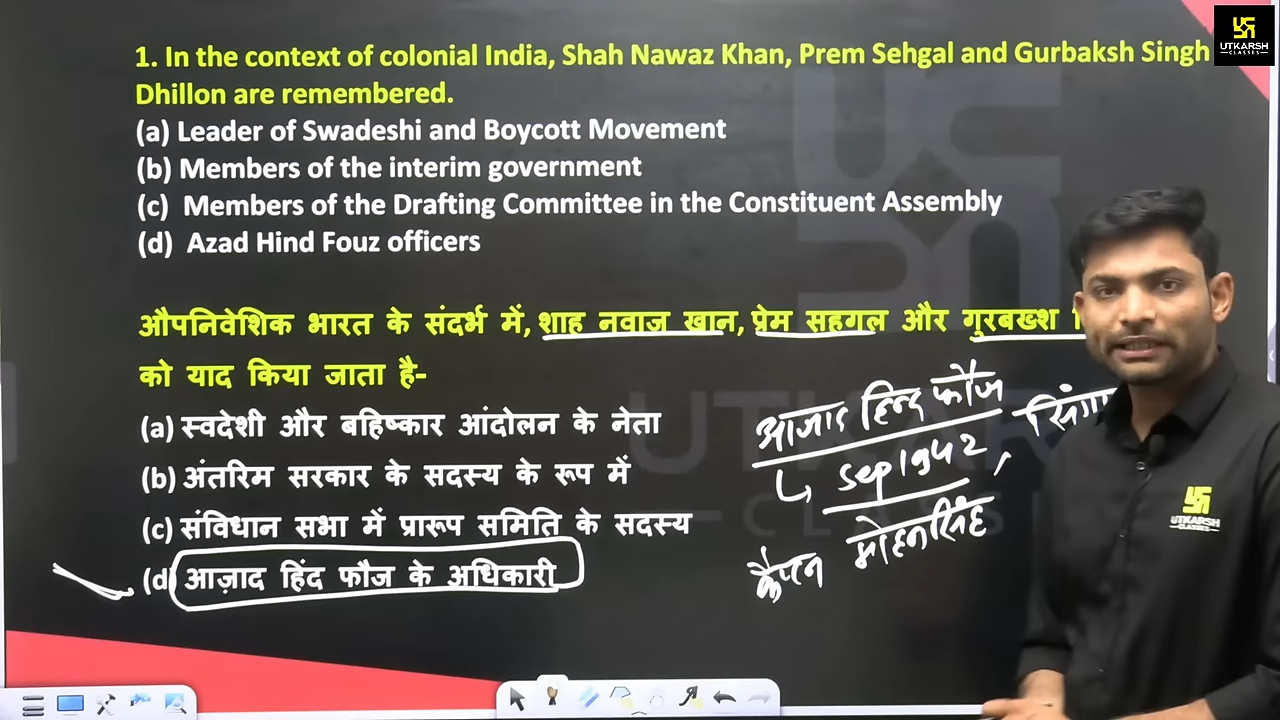 UTKARSH
CLASSES
1. In the context of colonial India, Shah Nawaz Khan, Prem Sehgal and Gurbaksh Singh
Dhillon are remembered.
(a) Leader of Swadeshi and Boycott Movement
(b) Members of the interim government
(c) Members of the Drafting Committee in the Constituent Assembly
(d) Azad Hind Fouz officers
औपनिवेशिक भारत के संदर्भ में, शाह नवाज खान, प्रेम सहगल और गुरबख्श
को याद किया जाता है-
(a) स्वदेशी और बहिष्कार आंदोलन के नेता
(b) अंतरिम सरकार के सदस्य के रूप में
(c) संविधान सभा में प्रारूप समिति के सदस्य
(d) आज़ाद हिंद फौज के अधिकारी
आजाद हिन्द फौज
Sep 1942,
कैप्टन मोहनसिंह
UTKARSH
CLASSES